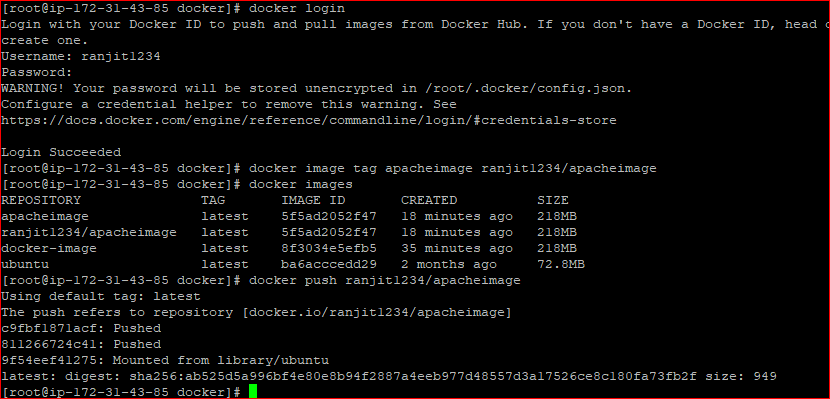 [root@ip-172-31-43-85 docker]# docker login
Login with your Docker ID to push and pull images from Docker Hub. If you don't have a Docker ID, head
create one.
Username: ranjit1234
Password:
WARNING! Your password will be stored unencrypted in /root/.docker/config.json.
Configure a credential helper to remove this warning. See
https://docs.docker.com/engine/reference/commandline/login/#credentials-store
Login Succeeded
[root@ip-172-31-43-85 docker]# docker image tag apacheimage ranjit1234/apacheimage
[root@ip-172-31-43-85 docker]# docker images
REPOSITORY TAG IMAGE ID CREATED SIZE
apacheimage latest 5f5ad2052f47 18 minutes ago 218MB
ranjit1234/apacheimage latest 5f5ad2052f47 18 minutes ago 218MB
docker-image latest 8f3034e5efb5 35 minutes ago 218MB
ubuntu latest ba6acccedd29 2 months ago 72.8MB
[root@ip-172-31-43-85 docker]# docker push ranjit1234/apacheimage
Using default tag: latest
The push refers to repository [docker.io/ranjit1234/apacheimage]
c9fbf1871acf: Pushed
811266724c41: Pushed
9f54eef41275: Mounted from library/ubuntu
latest: digest: sha256:ab525d5a996bf4e80e8b94f2887a4eeb977d48557d3a17526ce8c180fa73fb2f size: 949
[root@ip-172-31-43-85 docker]#